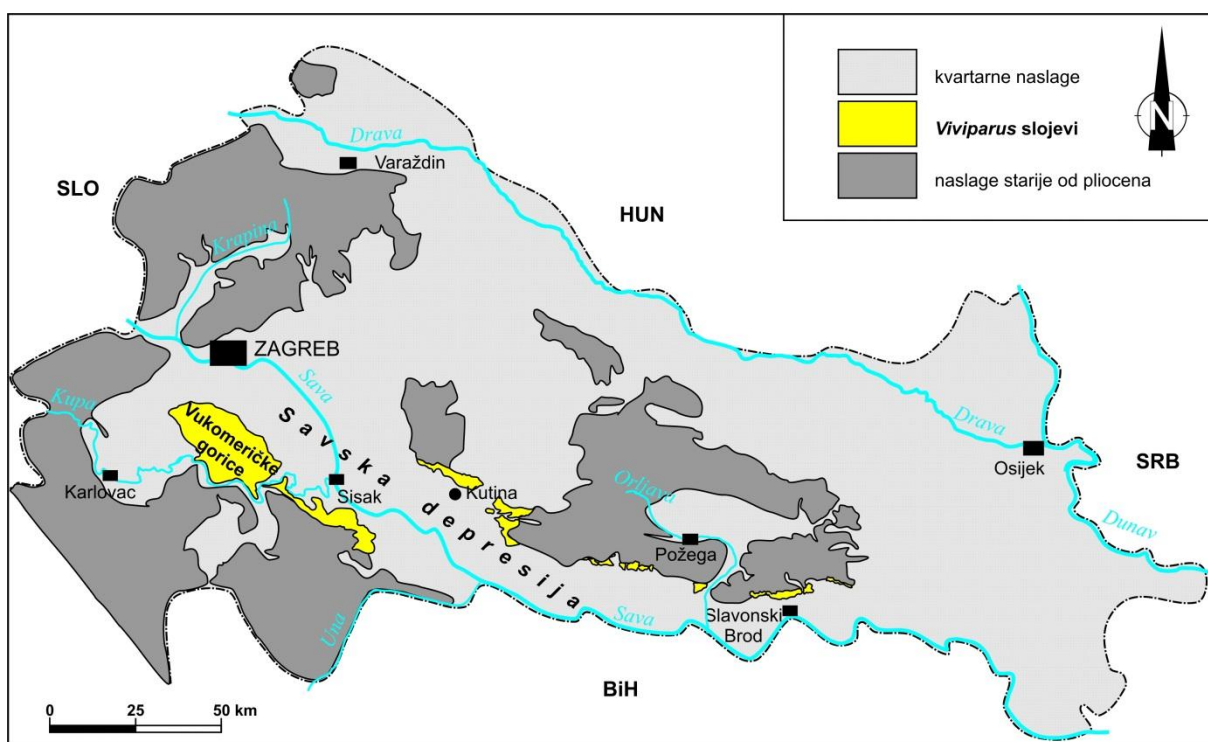 kvartarne naslage
Viviparus slojevi
naslage starije od pliocena
N
Drava
Varaždin
SLO
HUN
Krapina
ZAGREB
Sava
Kupa
Vukomeričke
gorice
Savska depresija
Karlovac
Sisak
Kutina
Orljava
Požega
Drava
Osijek
SRB
Dunav
Una
Sava
Slavonski
Brod
BiH
0 25 50 km